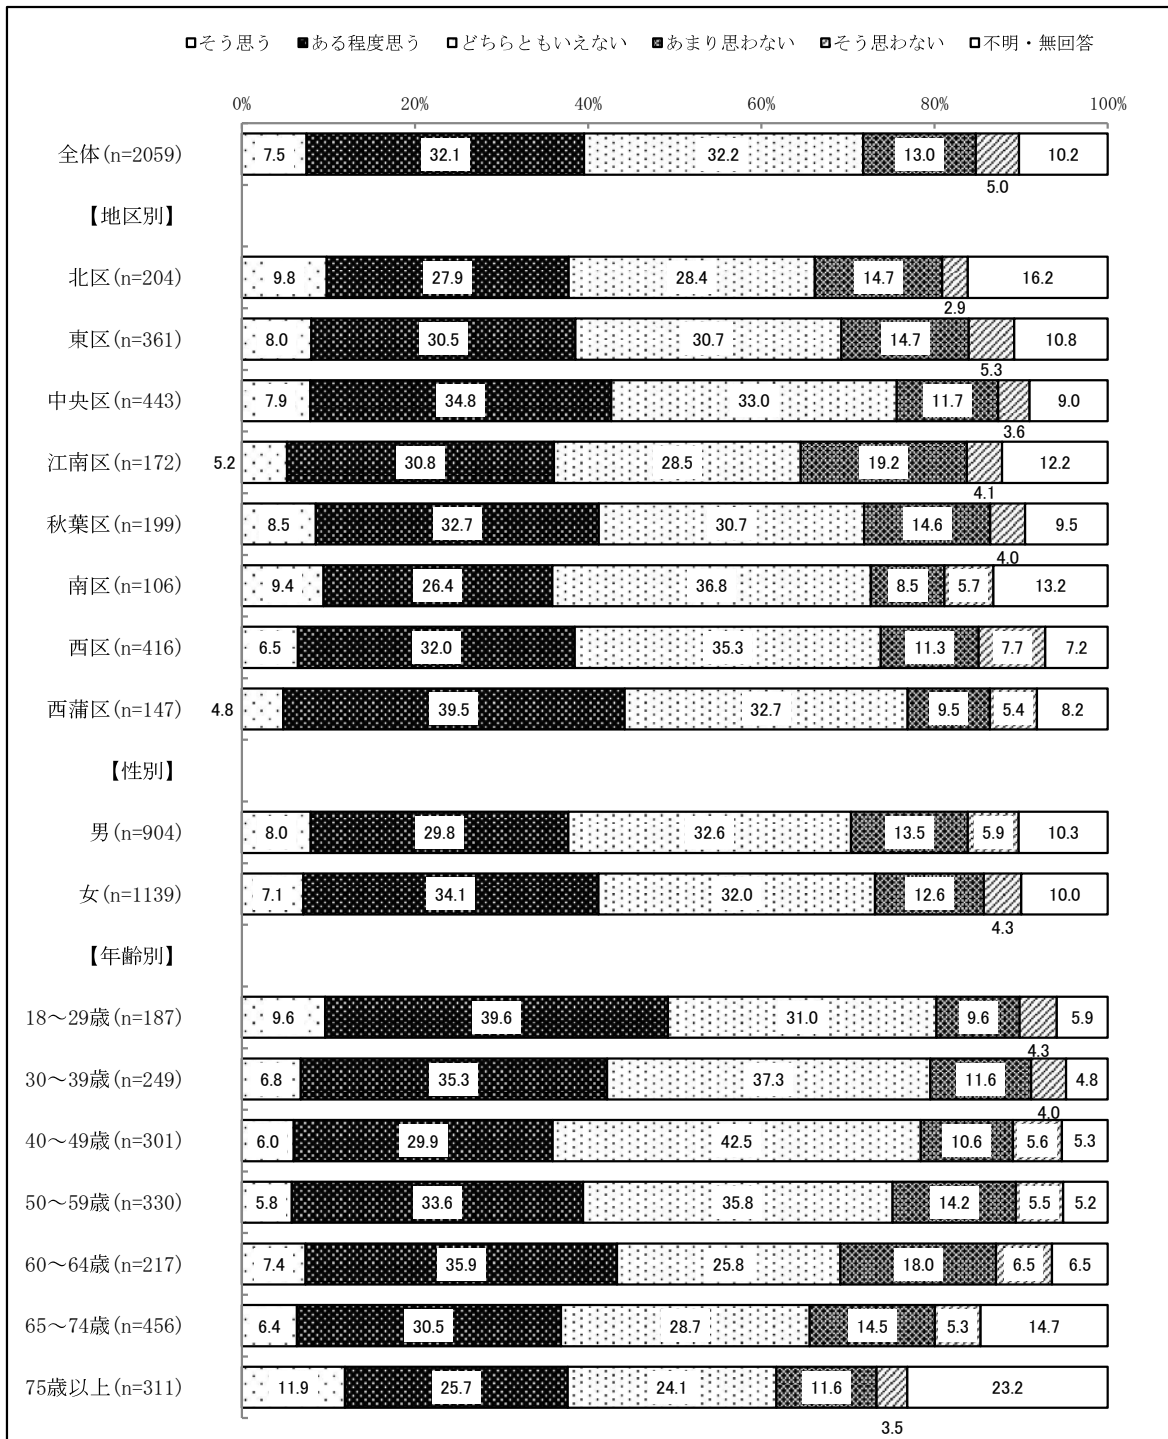 □そう思う ■ある程度思う □どちらともいえない ■あまり思わない □そう思わない □不明・無回答
0% 20% 40% 60% 80% 100%
全体(n=2059) 7.5 32.1 32.2 13.0 10.2
5.0
【地区別】
北区(n=204) 9.8 27.9 28.4 14.7 16.2
2.9
東区(n=361) 8.0 30.5 30.7 14.7 10.8
5.3
中央区(n=443) 7.9 34.8 33.0 11.7 9.0
3.6
江南区(n=172) 5.2 30.8 28.5 19.2 12.2
4.1
秋葉区(n=199) 8.5 32.7 30.7 14.6 9.5
4.0
南区(n=106) 9.4 26.4 36.8 8.5 5.7 13.2
西区(n=416) 6.5 32.0 35.3 11.3 7.7 7.2
西蒲区(n=147) 4.8 39.5 32.7 9.5 5.4 8.2
【性別】
男(n=904) 8.0 29.8 32.6 13.5 5.9 10.3
女(n=1139) 7.1 34.1 32.0 12.6 10.0
4.3
【年齢別】
18～29歳(n=187) 9.6 39.6 31.0 9.6 5.9
4.3
30～39歳(n=249) 6.8 35.3 37.3 11.6 4.8
4.0
40～49歳(n=301) 6.0 29.9 42.5 10.6 5.6 5.3
50～59歳(n=330) 5.8 33.6 35.8 14.2 5.5 5.2
60～64歳(n=217) 7.4 35.9 25.8 18.0 6.5 6.5
65～74歳(n=456) 6.4 30.5 28.7 14.5 5.3 14.7
75歳以上(n=311) 11.9 25.7 24.1 11.6 23.2
3.5